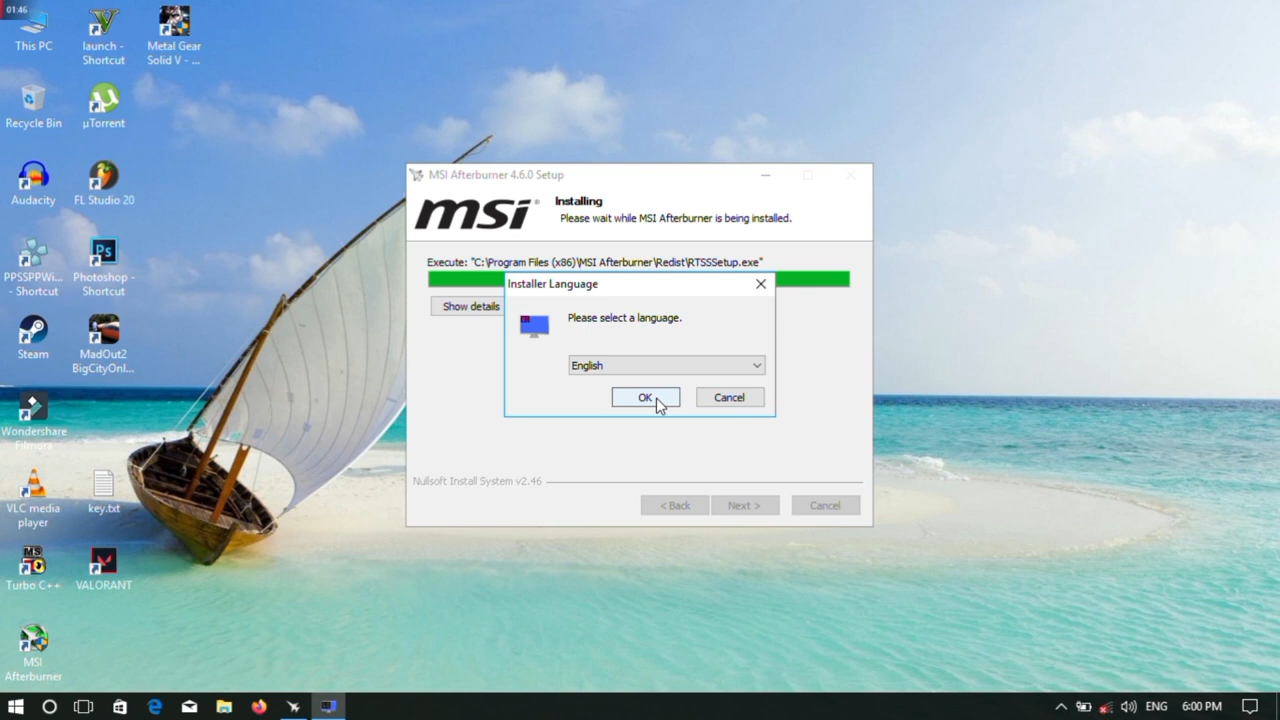 01:46
This PC
launch -
Shortcut
Metal Gear
Solid V - ...
Recycle Bin
µTorrent
Audacity
FL Studio 20
PPSSPPWi...
- Shortcut
Ps
Photoshop -
Shortcut
Steam
MadOut2
BigCityOnl...
Wondershare
Filmora
VLC media
player
key.txt
MS
Turbo C++
VALORANT
MSI
Afterburner
MSI Afterburner 4.6.0 Setup
msi
Installing
Please wait while MSI Afterburner is being installed.
Execute: "C:\Program Files (x86)\MSI Afterburner\Redist\RTSSSetup.exe"
Show details
Installer Language
Please select a language.
English
OK
Cancel
Nullsoft Install System v2.46
< Back
Next >
Cancel
ENG
6:00 PM